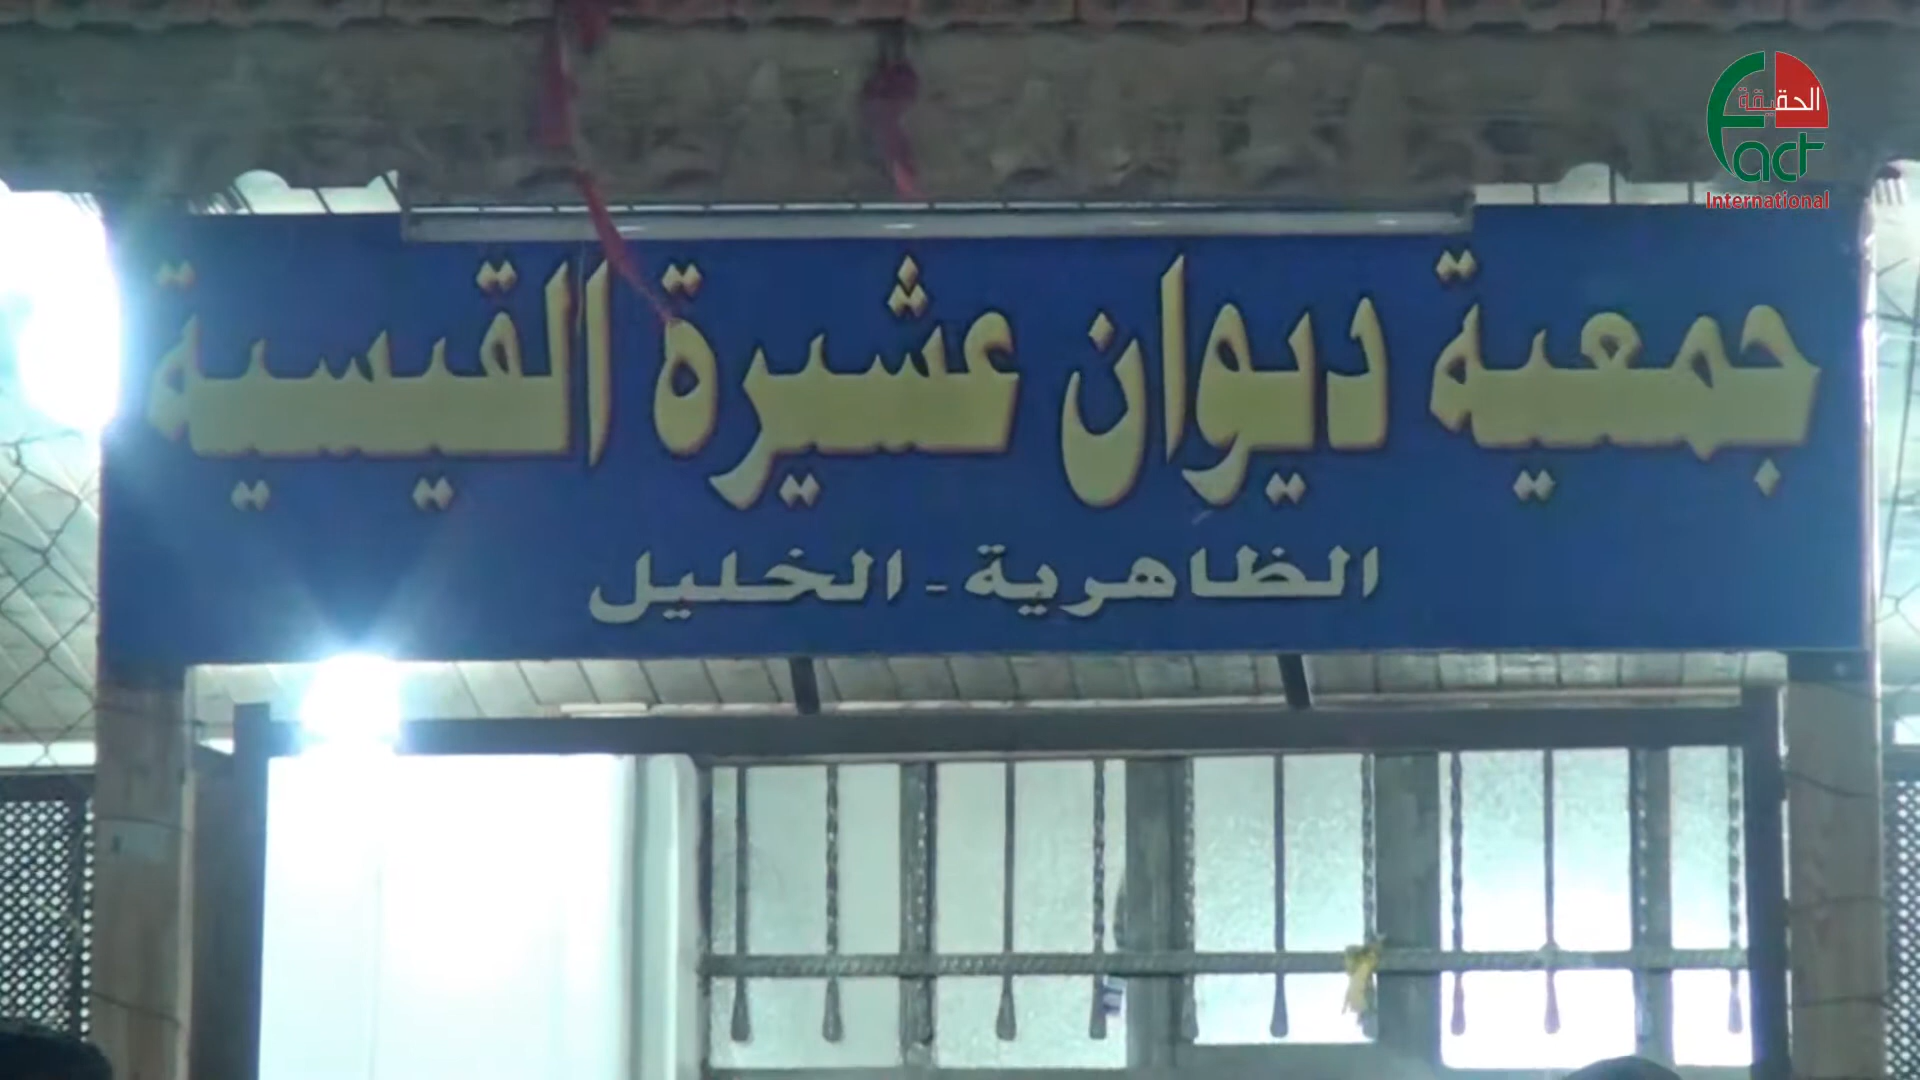 الحقيقة
Fact
International
جمعية ديوان عشيرة القيسية
الظاهرية - الخليل